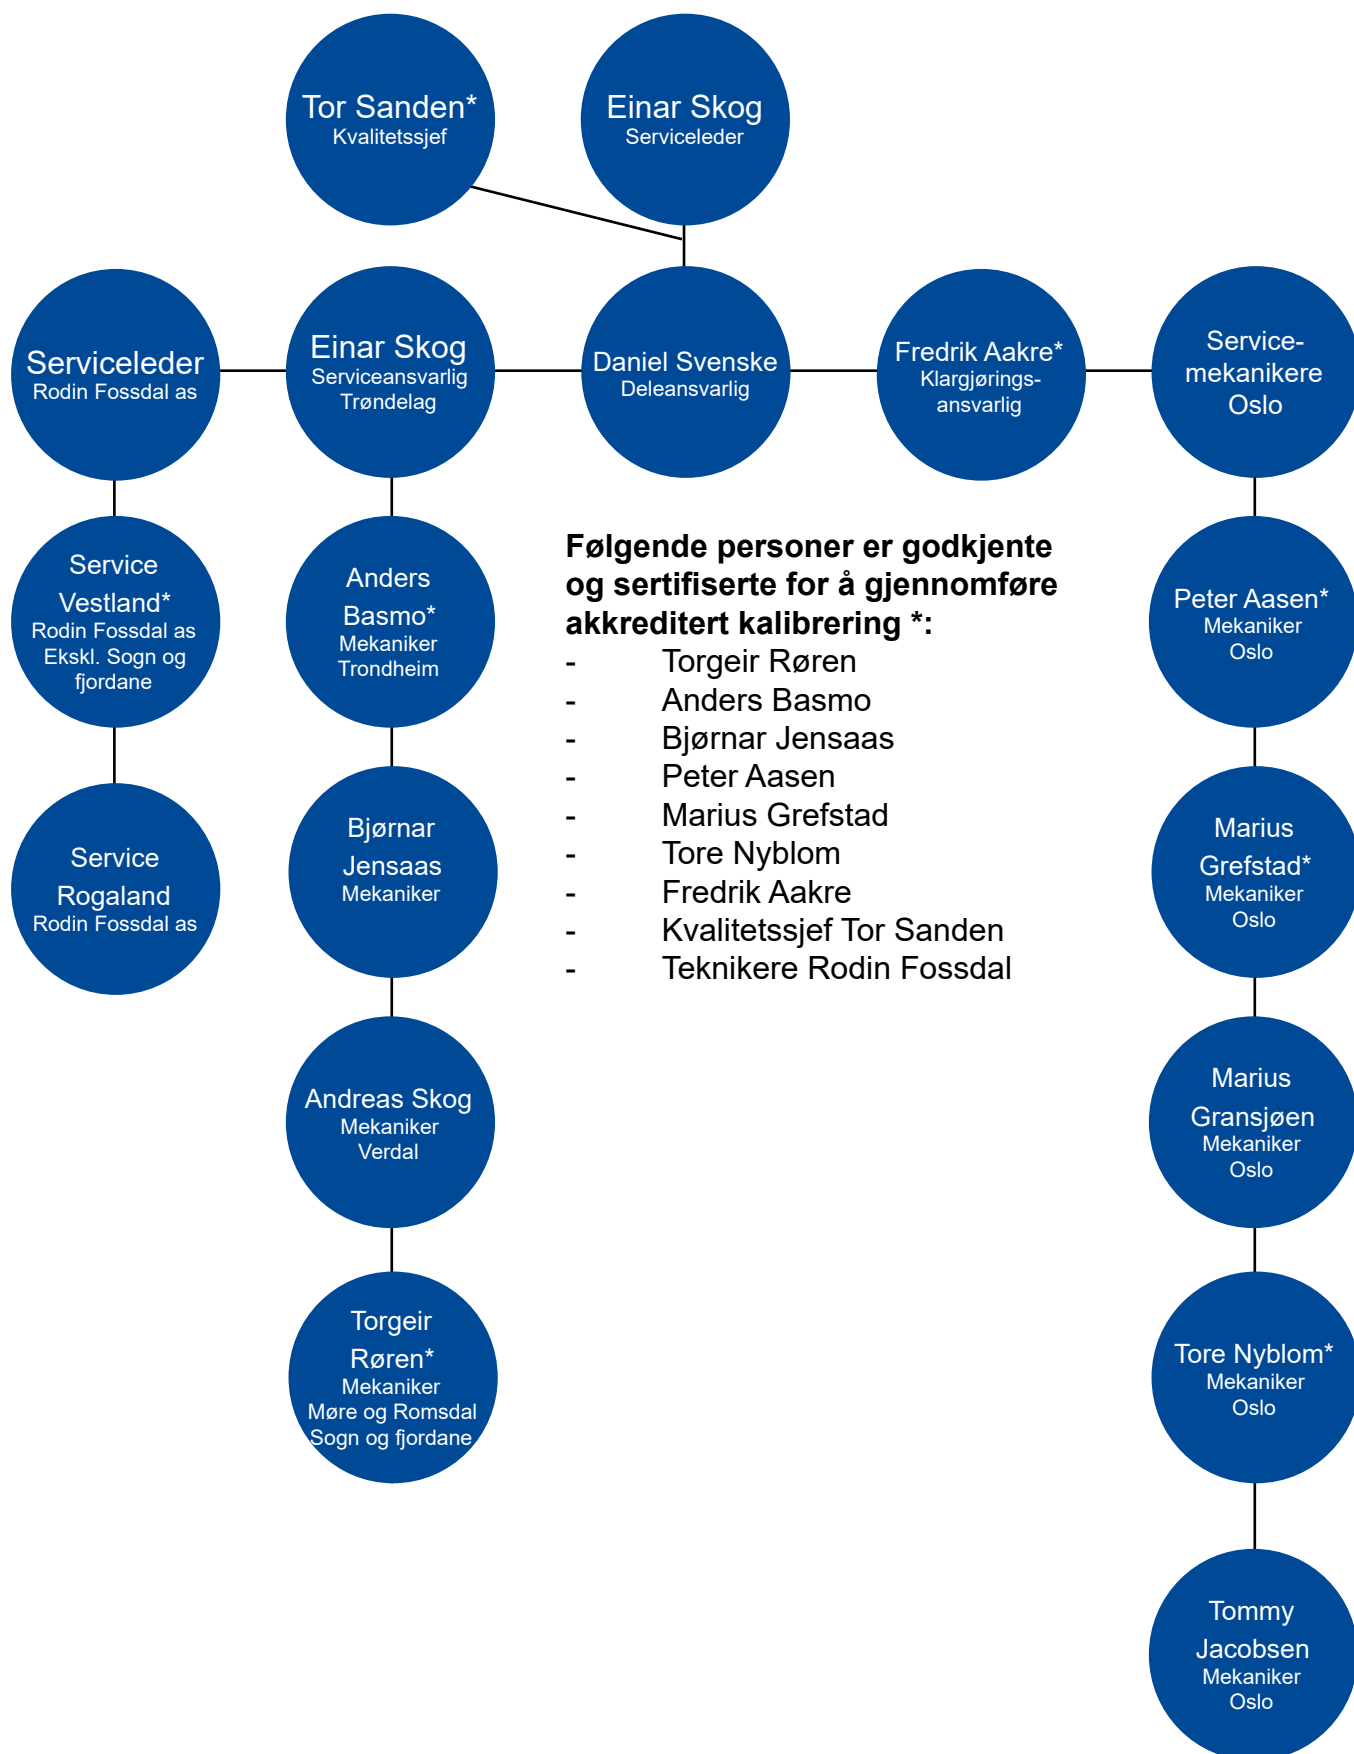 Tor Sanden*
Kvalitetssjef
Einar Skog
Serviceleder
Serviceleder
Rodin Fossdal as
Einar Skog
Serviceansvarlig
Trøndelag
Daniel Svenske
Deleansvarlig
Fredrik Aakre*
Klargjørings-
ansvarlig
Service-
mekanikere
Oslo
Service
Vestland*
Rodin Fossdal as
Ekskl. Sogn og
fjordane
Service
Rogaland
Rodin Fossdal as
Anders
Basmo*
Mekaniker
Trondheim
Bjørnar
Jensaas
Mekaniker
Andreas Skog
Mekaniker
Verdal
Torgeir
Røren*
Mekaniker
Møre og Romsdal
Sogn og fjordane
Følgende personer er godkjente
og sertifiserte for å gjennomføre
akkreditert kalibrering *:
- Torgeir Røren
- Anders Basmo
- Bjørnar Jensaas
- Peter Aasen
- Marius Grefstad
- Tore Nyblom
- Fredrik Aakre
- Kvalitetssjef Tor Sanden
- Teknikere Rodin Fossdal
Peter Aasen*
Mekaniker
Oslo
Marius
Grefstad*
Mekaniker
Oslo
Marius
Gransjøen
Mekaniker
Oslo
Tore Nyblom*
Mekaniker
Oslo
Tommy
Jacobsen
Mekaniker
Oslo